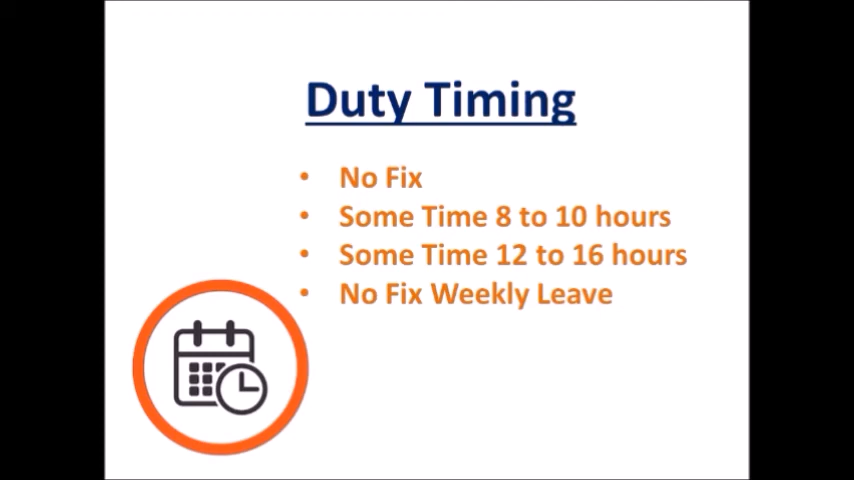 Duty Timing
• No Fix
• Some Time 8 to 10 hours
• Some Time 12 to 16 hours
• No Fix Weekly Leave